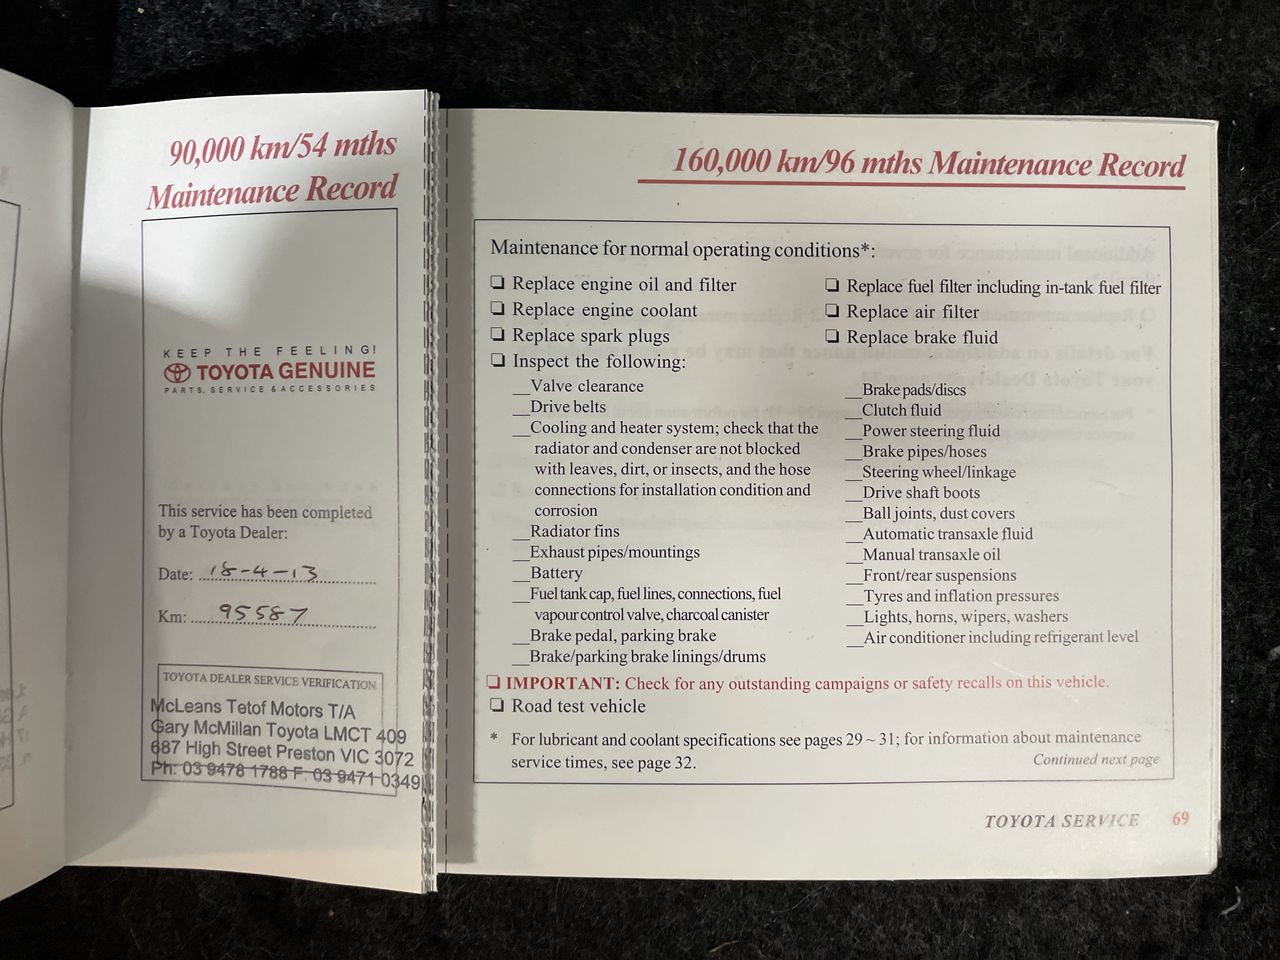 90,000 km/54 mths
Maintenance Record
KEEP THE FEELING!
TOYOTA GENUINE
PARTS, SERVICE & ACCESSORIES
This service has been completed
by a Toyota Dealer:
Date: 18-4-13
Km: 95587
TOYOTA DEALER SERVICE VERIFICATION
McLeans Tetof Motors T/A
Gary McMillan Toyota LMCT 409
687 High Street Preston VIC 3072
Ph: 03 9478 1788 F: 03 9471 0349
160,000 km/96 mths Maintenance Record
Maintenance for normal operating conditions*:
❏ Replace engine oil and filter
❏ Replace engine coolant
❏ Replace spark plugs
❏ Replace fuel filter including in-tank fuel filter
❏ Replace air filter
❏ Replace brake fluid
❏ Inspect the following:
__Valve clearance
__Drive belts
__Cooling and heater system; check that the
radiator and condenser are not blocked
with leaves, dirt, or insects, and the hose
connections for installation condition and
corrosion
__Radiator fins
__Exhaust pipes/mountings
__Battery
__Fuel tank cap, fuel lines, connections, fuel
vapour control valve, charcoal canister
__Brake pedal, parking brake
__Brake/parking brake linings/drums
__Brake pads/discs
__Clutch fluid
__Power steering fluid
__Brake pipes/hoses
__Steering wheel/linkage
__Drive shaft boots
__Ball joints, dust covers
__Automatic transaxle fluid
__Manual transaxle oil
__Front/rear suspensions
__Tyres and inflation pressures
__Lights, horns, wipers, washers
__Air conditioner including refrigerant level
❏ IMPORTANT: Check for any outstanding campaigns or safety recalls on this vehicle.
❏ Road test vehicle
* For lubricant and coolant specifications see pages 29 ~ 31; for information about maintenance
service times, see page 32.
Continued next page
TOYOTA SERVICE 69